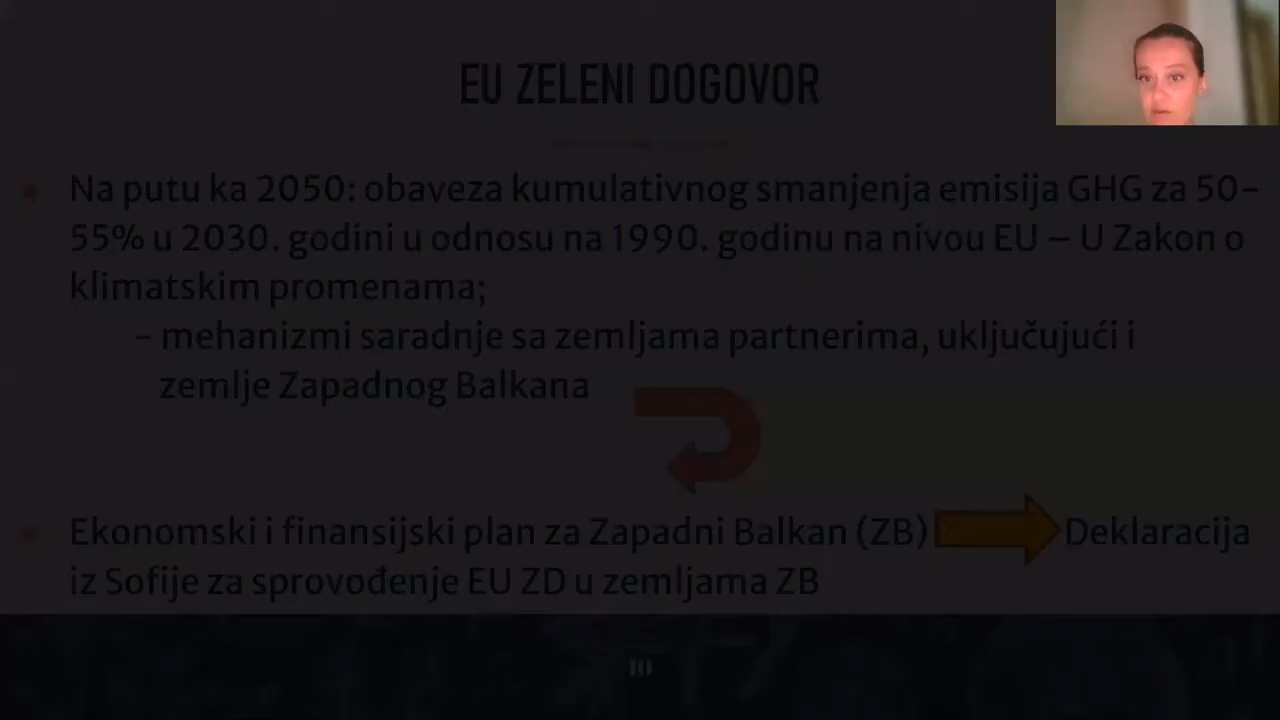 EU ZELENI DOGOVOR
Na putu ka 2050: obaveza kumulativnog smanjenja emisija GHG za 50-
55% u 2030. godini u odnosu na 1990. godinu na nivou EU – U Zakon o
klimatskim promenama;
- mehanizmi saradnje sa zemljama partnerima, uključujući i
zemlje Zapadnog Balkana
Ekonomski i finansijski plan za Zapadni Balkan (ZB) Deklaracija
iz Sofije za sprovođenje EU ZD u zemljama ZB
10